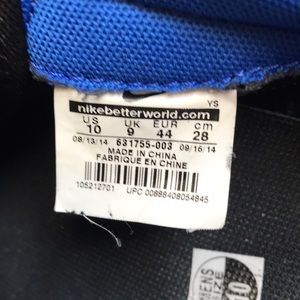 YS
nikebetterworld.com
US UK EUR cm
10 9 44 28
08/13/14 631755-003 09/16/14
MADE IN CHINA
FABRIQUE EN CHINE
105212701 UPC 00888408054845